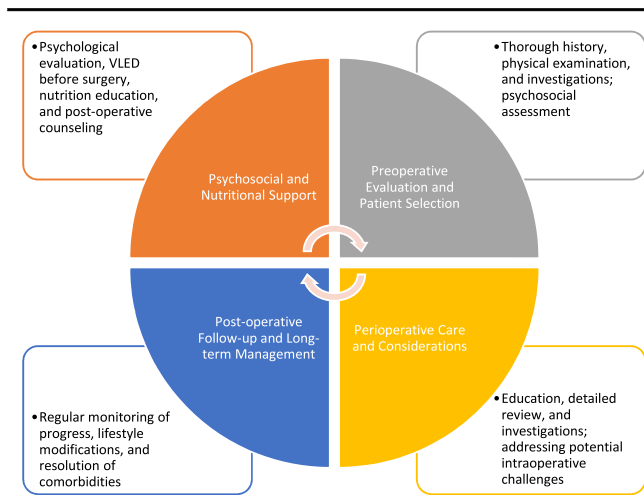 •Psychological
evaluation, VLED
before surgery,
nutrition education,
and post-operative
counseling
•Thorough history,
physical examination,
and investigations;
psychosocial
assessment
Psychosocial and
Nutritional Support
Preoperative
Evaluation and
Patient Selection
Post-operative
Follow-up and Long-
term Management
Perioperative Care
and Considerations
•Regular monitoring of
progress, lifestyle
modifications, and
resolution of
comorbidities
•Education, detailed
review, and
investigations;
addressing potential
intraoperative
challenges